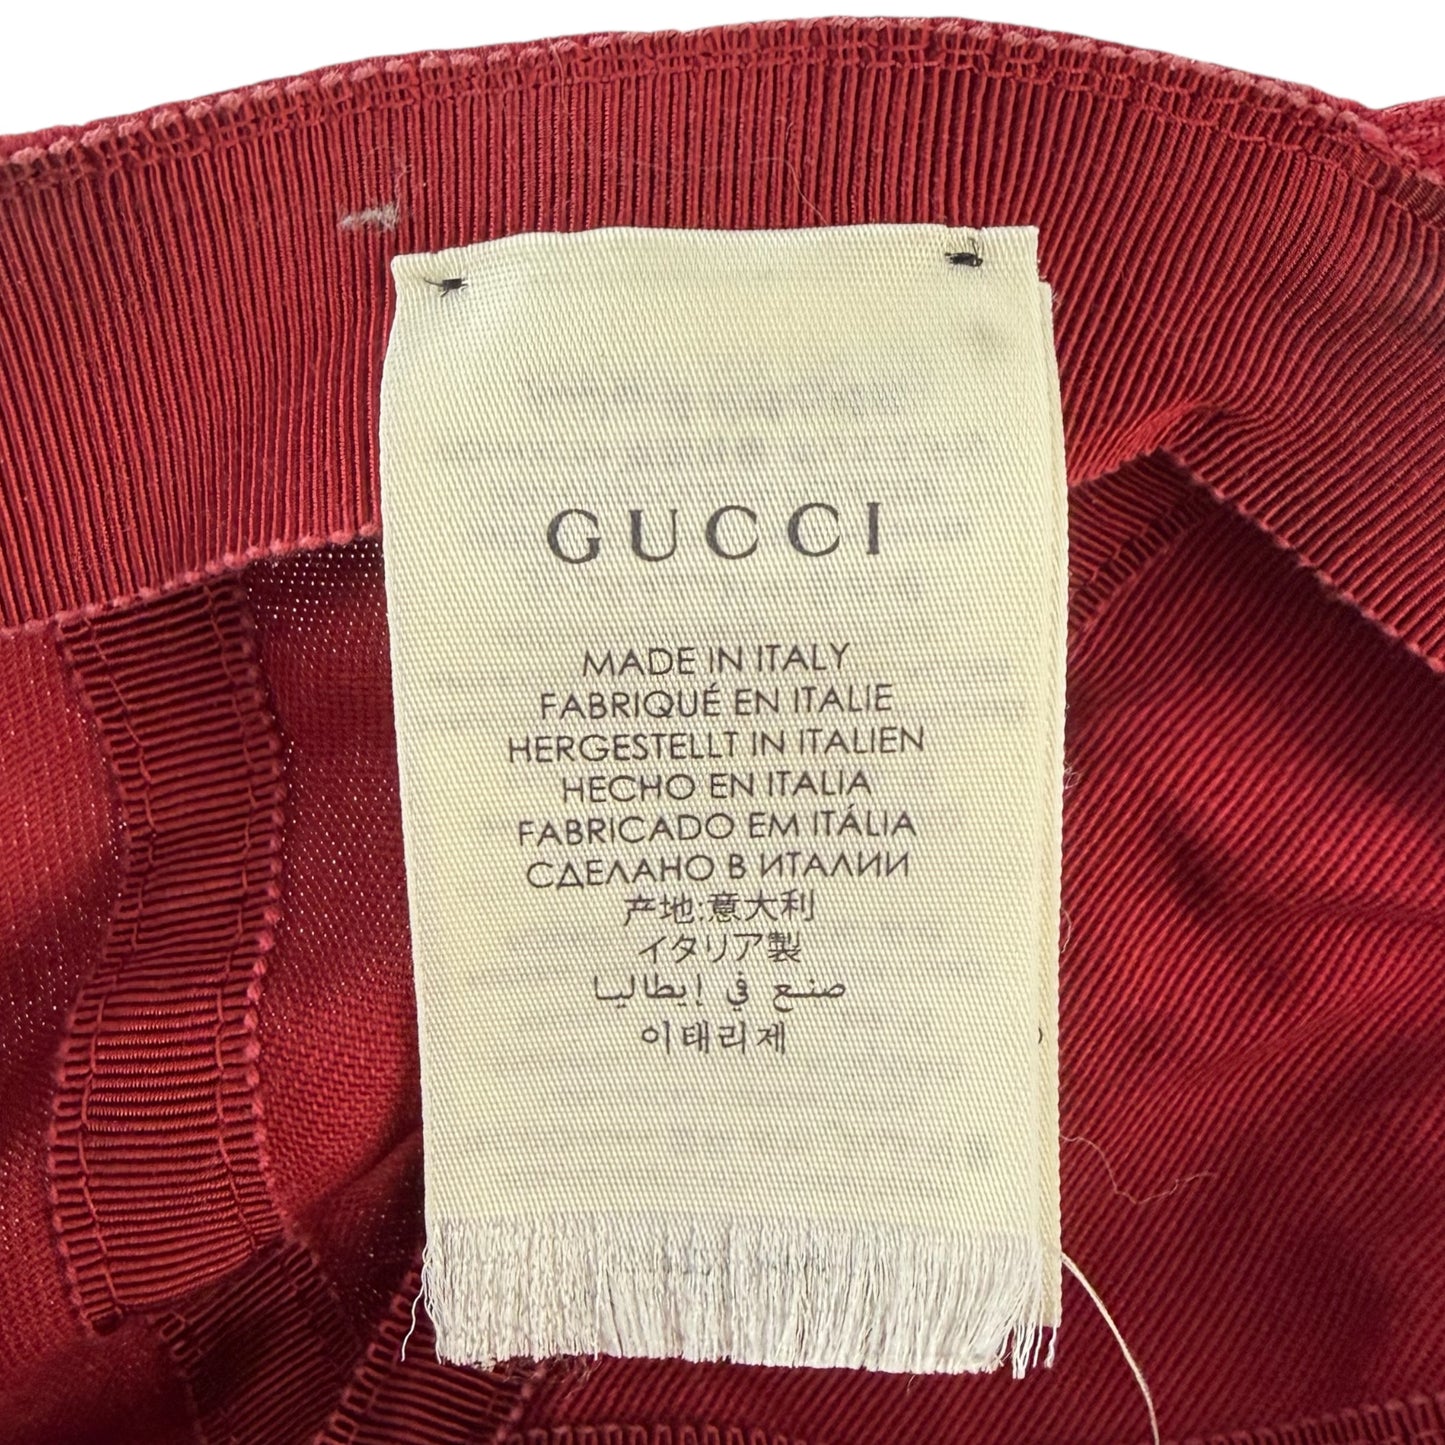 GUCCI
MADE IN ITALY
FABRIQUÉ EN ITALIE
HERGESTELLT IN ITALIEN
HECHO EN ITALIA
FABRICADO EM ITÁLIA
СДЕЛАНО В ИТАЛИИ
产地:意大利
イタリア製
صنع في إيطاليا
이태리제